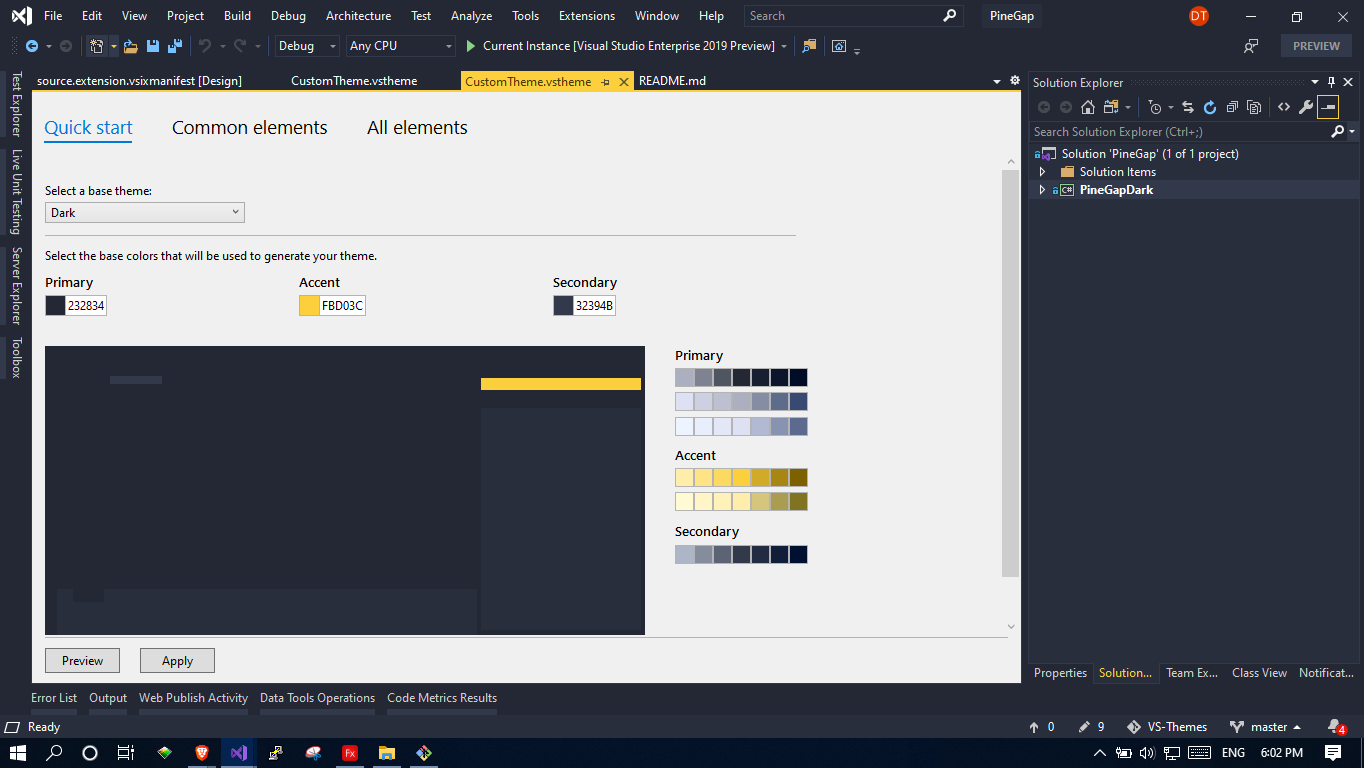 File Edit View Project Build Debug Architecture Test Analyze Tools Extensions Window Help Search PineGap DT
Debug Any CPU Current Instance [Visual Studio Enterprise 2019 Preview] PREVIEW
source.extension.vsixmanifest [Design] CustomTheme.vstheme CustomTheme.vstheme README.md
Test Explorer
Live Unit Testing
Server Explorer
Toolbox
Quick start Common elements All elements
Select a base theme:
Dark
Select the base colors that will be used to generate your theme.
Primary Accent Secondary
232834 FBD03C 32394B
Primary
Accent
Secondary
Preview Apply
Solution Explorer
Search Solution Explorer (Ctrl+;)
Solution 'PineGap' (1 of 1 project)
Solution Items
C# PineGapDark
Properties Solution... Team Ex... Class View Notificat...
Error List Output Web Publish Activity Data Tools Operations Code Metrics Results
Ready 0 9 VS-Themes master 4
Fx ENG 6:02 PM